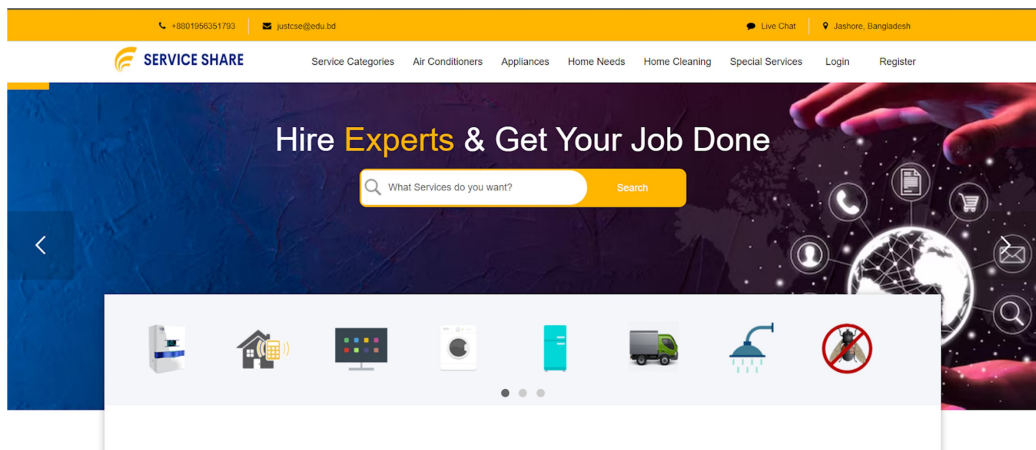 +8801956351793 justcse@edu.bd Live Chat Jashore, Bangladesh
SERVICE SHARE Service Categories Air Conditioners Appliances Home Needs Home Cleaning Special Services Login Register
Hire Experts & Get Your Job Done
What Services do you want? Search